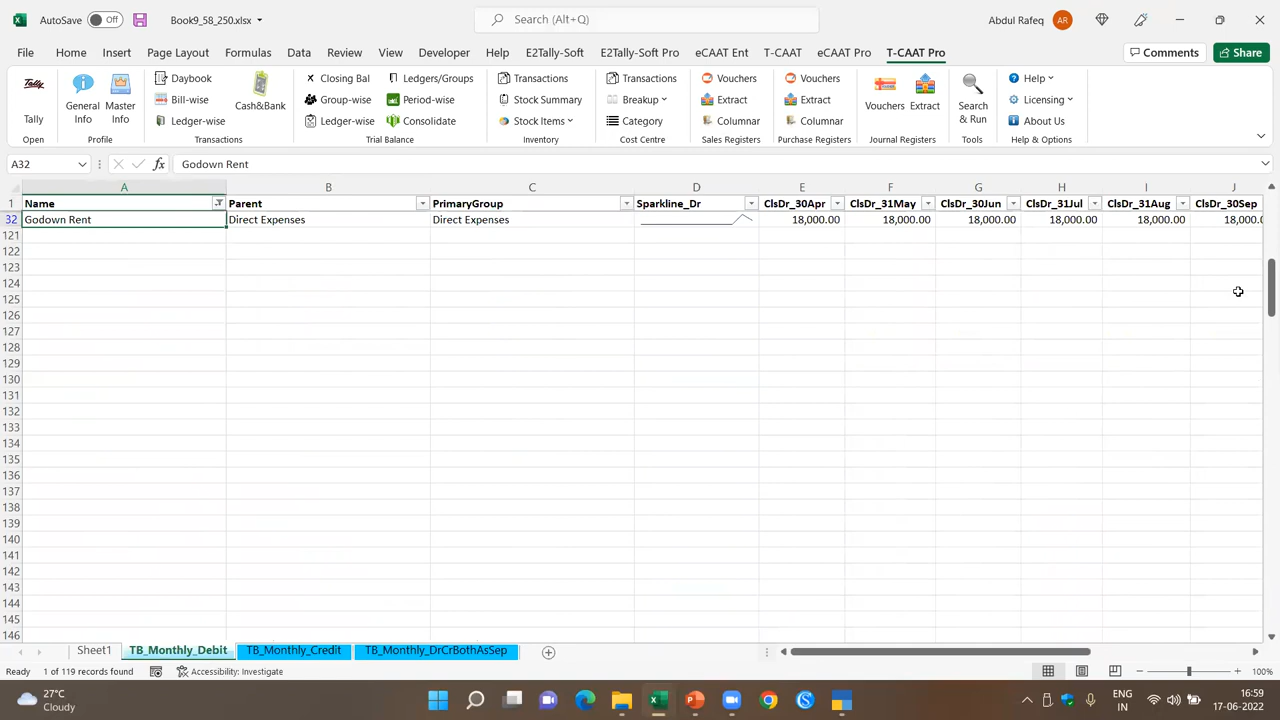 AutoSave Off Book9_58_250.xlsx Search (Alt+Q) Abdul Rafeq AR
File Home Insert Page Layout Formulas Data Review View Developer Help E2Tally-Soft E2Tally-Soft Pro eCAAT Ent T-CAAT eCAAT Pro T-CAAT Pro Comments Share
Tally
Tally
Open
General Info
Master Info
Profile
Daybook
Bill-wise
Ledger-wise
Cash&Bank
Transactions
Closing Bal
Group-wise
Ledger-wise
Ledgers/Groups
Period-wise
Consolidate
Trial Balance
Transactions
Stock Summary
Stock Items
Inventory
Transactions
Breakup
Category
Cost Centre
Vouchers
Extract
Columnar
Sales Registers
Vouchers
Extract
Columnar
Purchase Registers
Vouchers
Extract
Journal Registers
Search & Run
Tools
Help
Licensing
About Us
Help & Options
A32 fx Godown Rent
A B C D E F G H I J
1 Name Parent PrimaryGroup Sparkline_Dr ClsDr_30Apr ClsDr_31May ClsDr_30Jun ClsDr_31Jul ClsDr_31Aug ClsDr_30Sep
32 Godown Rent Direct Expenses Direct Expenses 18,000.00 18,000.00 18,000.00 18,000.00 18,000.00 18,000.0
121
122
123
124
125
126
127
128
129
130
131
132
133
134
135
136
137
138
139
140
141
142
143
144
145
146
Sheet1 TB_Monthly_Debit TB_Monthly_Credit TB_Monthly_DrCrBothAsSep
Ready 1 of 119 records found Accessibility: Investigate 100%
27°C
Cloudy
ENG
IN
16:59
17-06-2022